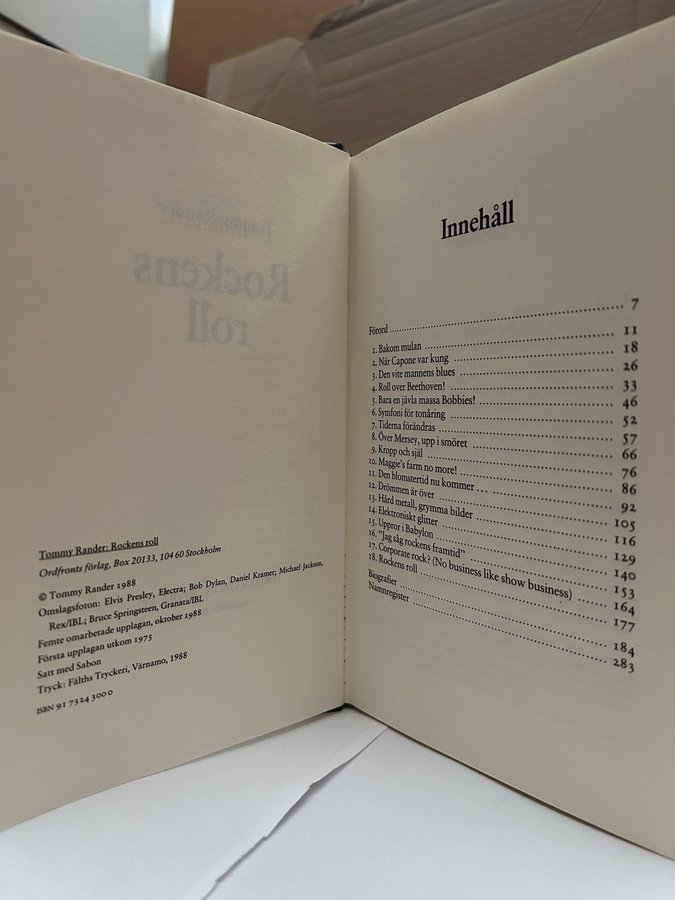 Tommy Rander
Rockens
roll
Tommy Rander: Rockens roll
Ordfronts förlag, Box 20133, 104 60 Stockholm
© Tommy Rander 1988
Omslagsfoton: Elvis Presley, Electra; Bob Dylan, Daniel Kramer; Michael Jackson,
Rex/IBL; Bruce Springsteen, Granata/IBL
Femte omarbetade upplagan, oktober 1988
Första upplagan utkom 1975
Satt med Sabon
Tryck: Fälths Tryckeri, Värnamo, 1988
ISBN 91 7324 300 0
Innehåll
Förord 7
1. Bakom mulan 11
2. När Capone var kung 18
3. Den vite mannens blues 26
4. Roll over Beethoven! 33
5. Bara en jävla massa Bobbies! 46
6. Symfoni för tonåring 52
7. Tiderna förändras 57
8. Över Mersey, upp i smöret 66
9. Kropp och själ 76
10. Maggie's farm no more! 86
11. Den blomstertid nu kommer... 92
12. Drömmen är över 105
13. Hård metall, grymma bilder 116
14. Elektroniskt glitter 129
15. Uppror i Babylon 140
16. "Jag såg rockens framtid" 153
17. Corporate rock? (No business like show business) 164
18. Rockens roll 177
Biografier 184
Namnregister 283